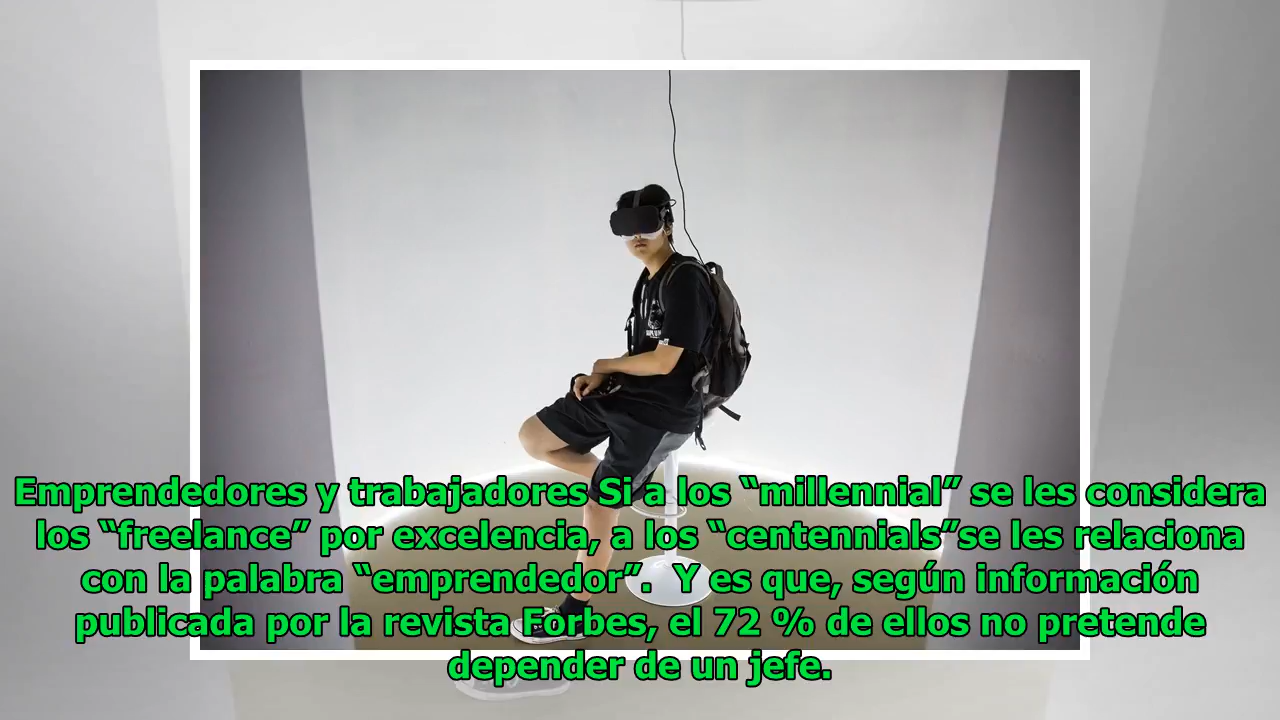 Emprendedores y trabajadores Si a los “millennial” se les considera
los “freelance” por excelencia, a los “centennials”se les relaciona
con la palabra “emprendedor”.  Y es que, según información
publicada por la revista Forbes, el 72 % de ellos no pretende
depender de un jefe.